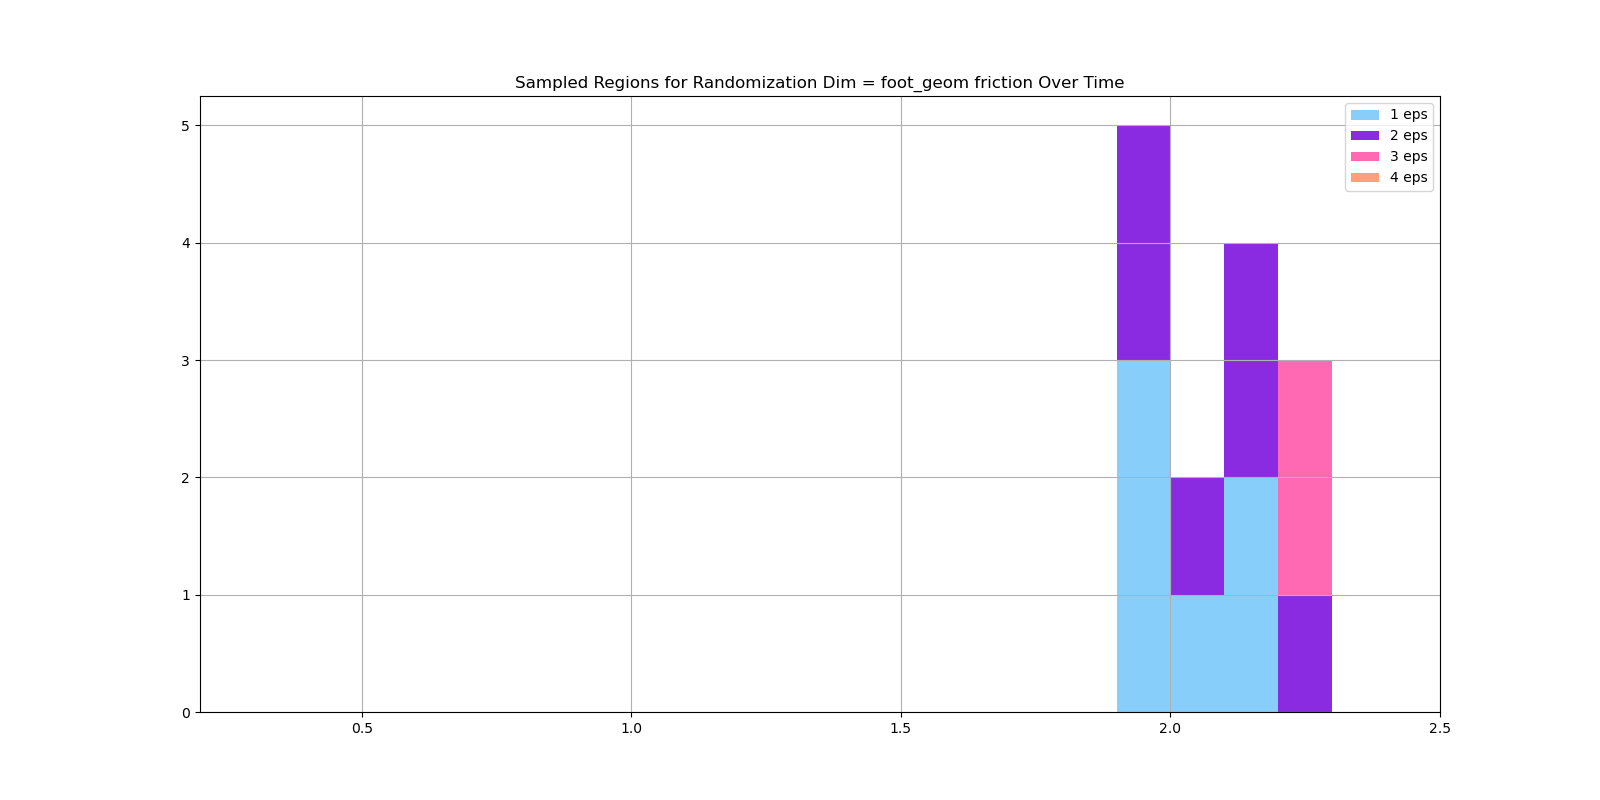 Sampled Regions for Randomization Dim = foot_geom friction Over Time
1 eps
2 eps
3 eps
4 eps
5
4
3
2
1
0
0.5 1.0 1.5 2.0 2.5